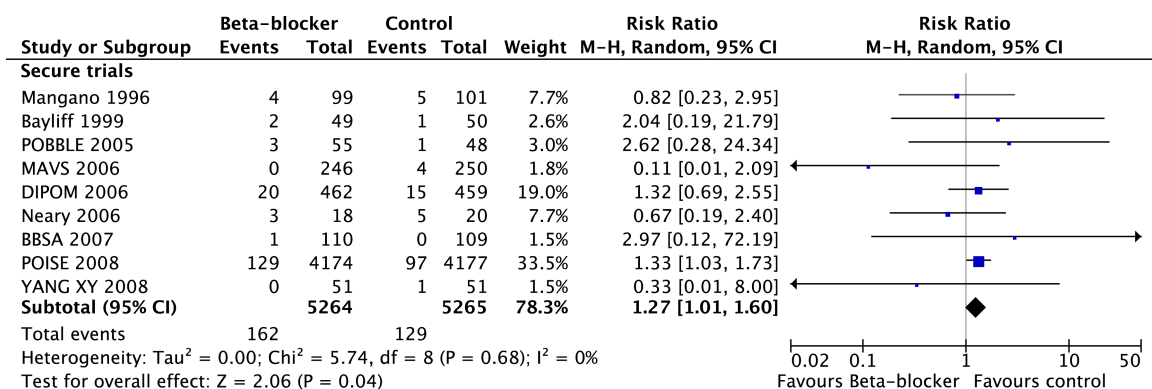 Beta-blocker Control Risk Ratio Risk Ratio
Study or Subgroup Events Total Events Total Weight M-H, Random, 95% CI M-H, Random, 95% CI
Secure trials
Mangano 1996 4 99 5 101 7.7% 0.82 [0.23, 2.95]
Bayliff 1999 2 49 1 50 2.6% 2.04 [0.19, 21.79]
POBBLE 2005 3 55 1 48 3.0% 2.62 [0.28, 24.34]
MAVS 2006 0 246 4 250 1.8% 0.11 [0.01, 2.09]
DIPOM 2006 20 462 15 459 19.0% 1.32 [0.69, 2.55]
Neary 2006 3 18 5 20 7.7% 0.67 [0.19, 2.40]
BBSA 2007 1 110 0 109 1.5% 2.97 [0.12, 72.19]
POISE 2008 129 4174 97 4177 33.5% 1.33 [1.03, 1.73]
YANG XY 2008 0 51 1 51 1.5% 0.33 [0.01, 8.00]
Subtotal (95% CI) 5264 5265 78.3% 1.27 [1.01, 1.60]
Total events 162 129
Heterogeneity: Tau² = 0.00; Chi² = 5.74, df = 8 (P = 0.68); I² = 0%
Test for overall effect: Z = 2.06 (P = 0.04)
0.02 0.1 1 10 50
Favours Beta-blocker Favours control